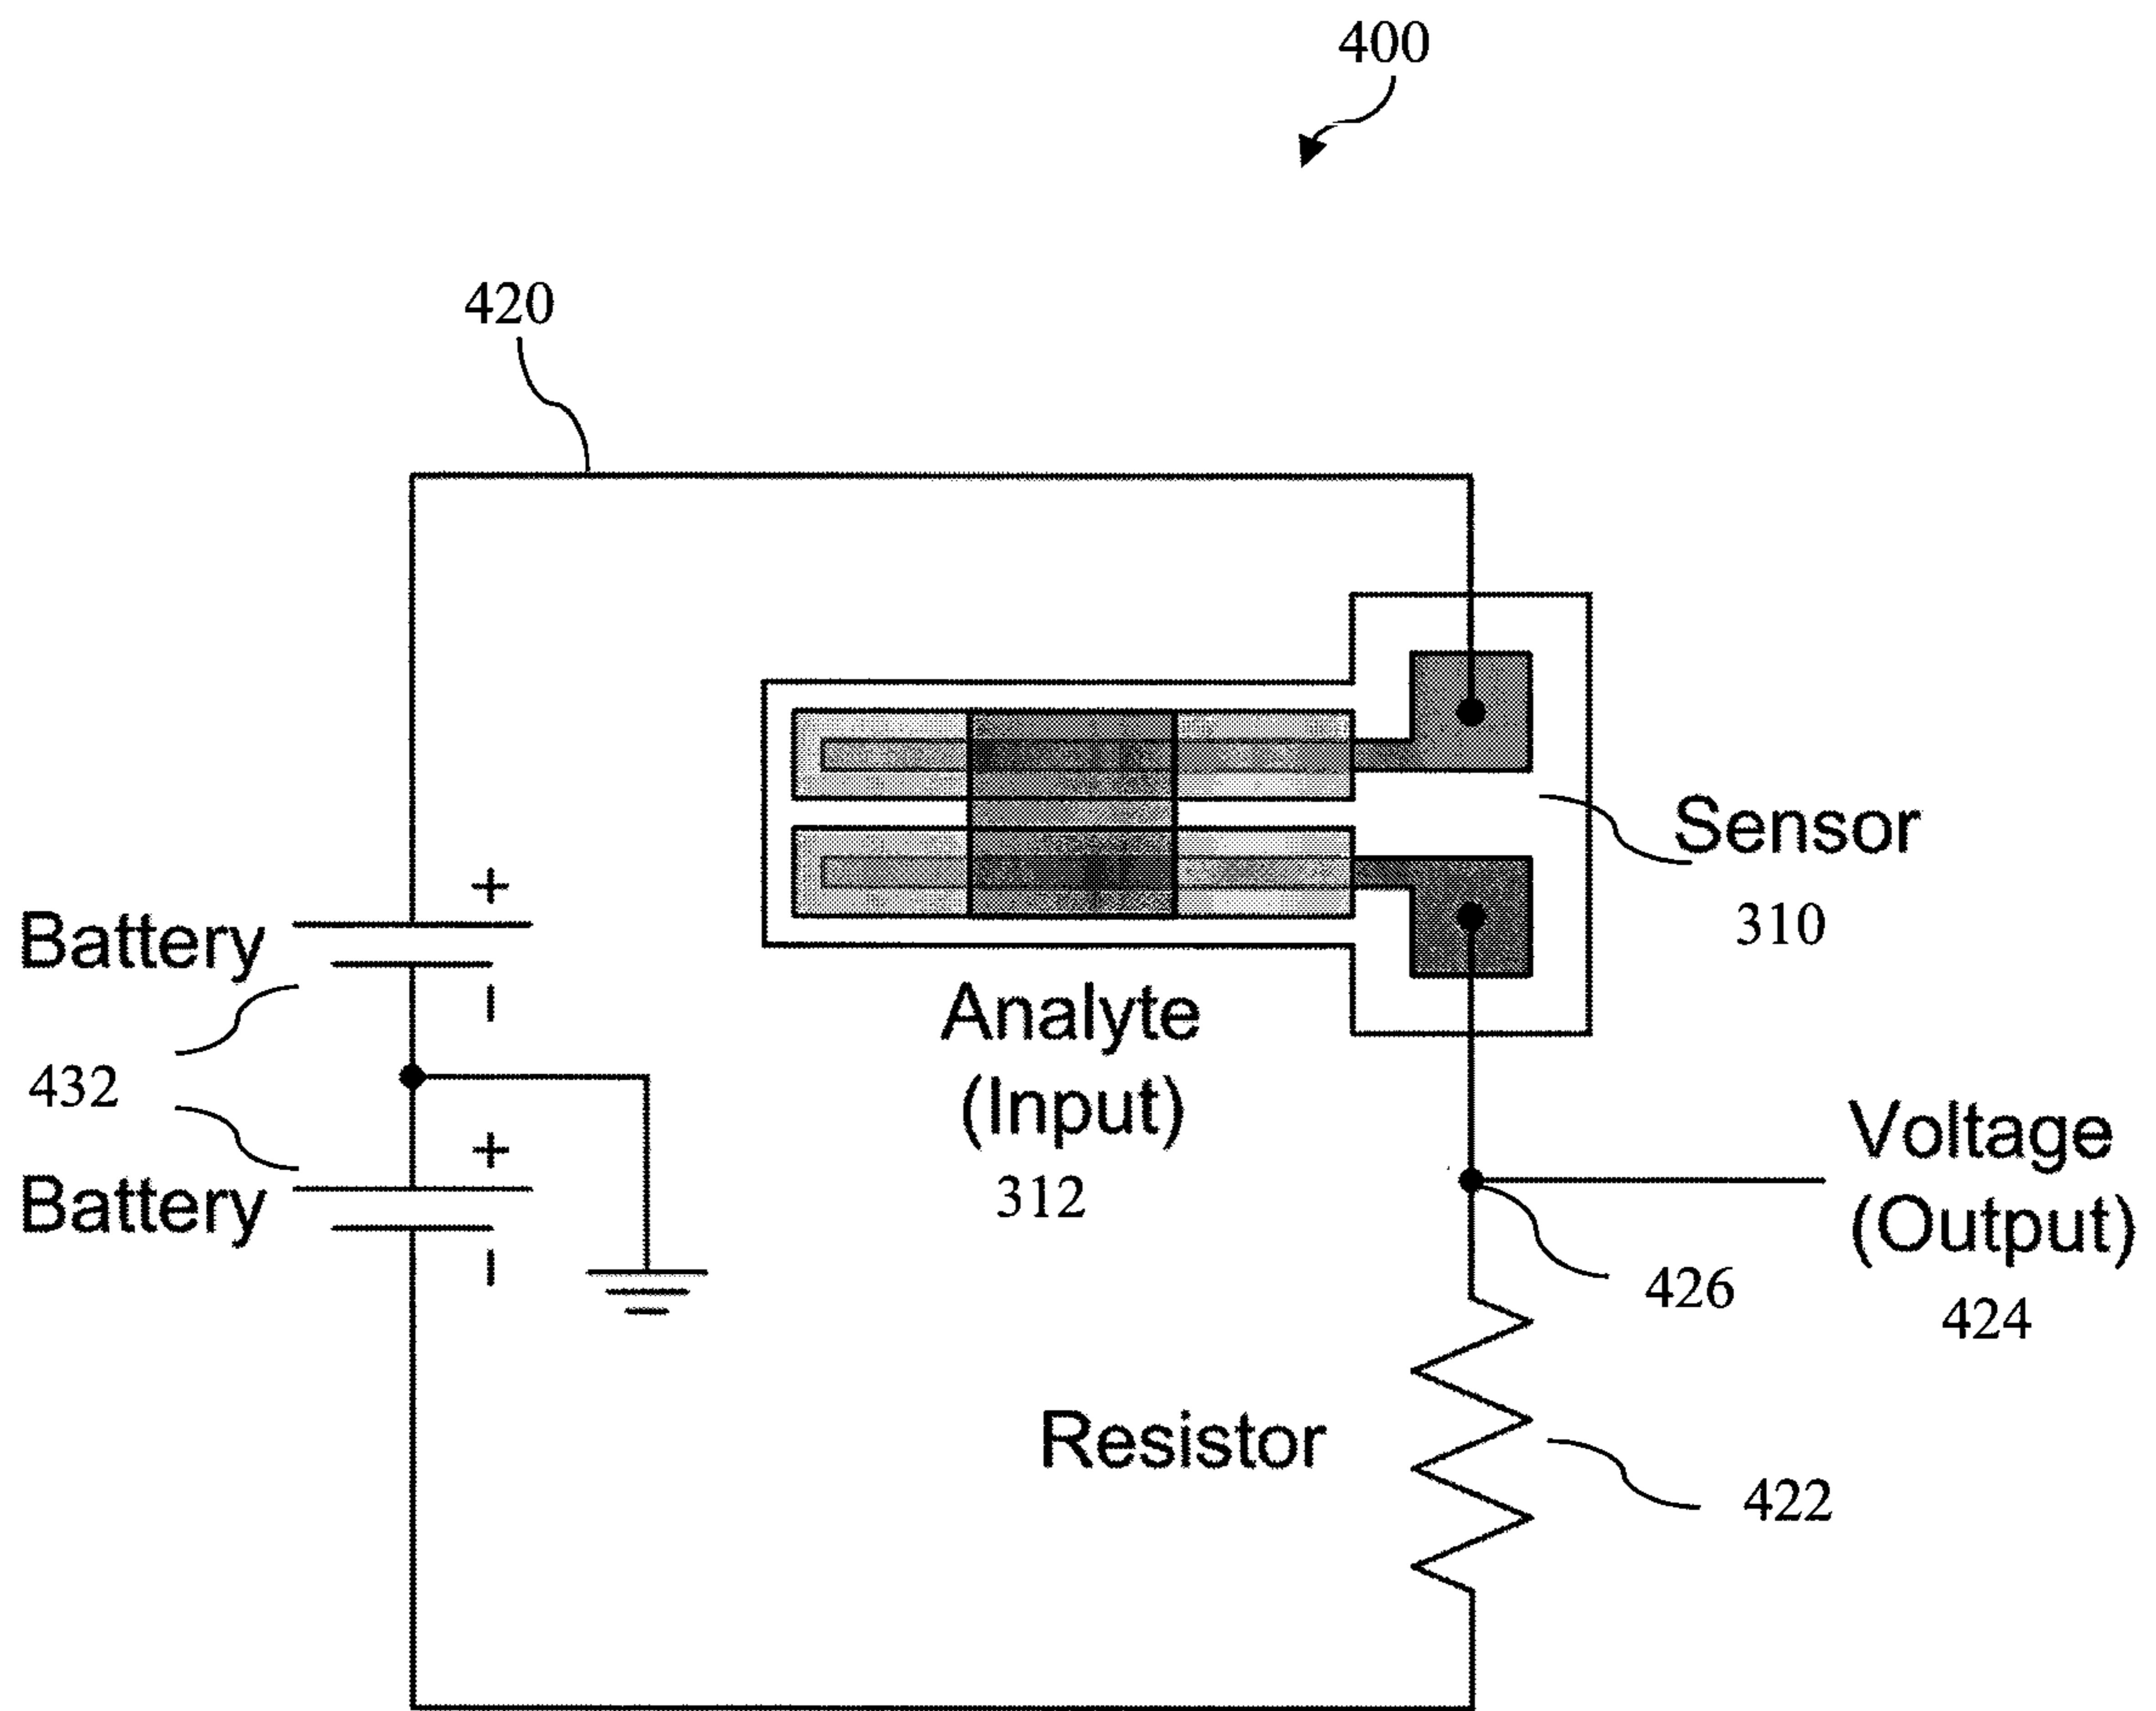 400
420
Sensor
310
+
Battery
−
432
+
Battery
−
Analyte
(Input)
312
Voltage
(Output)
424
426
Resistor
422